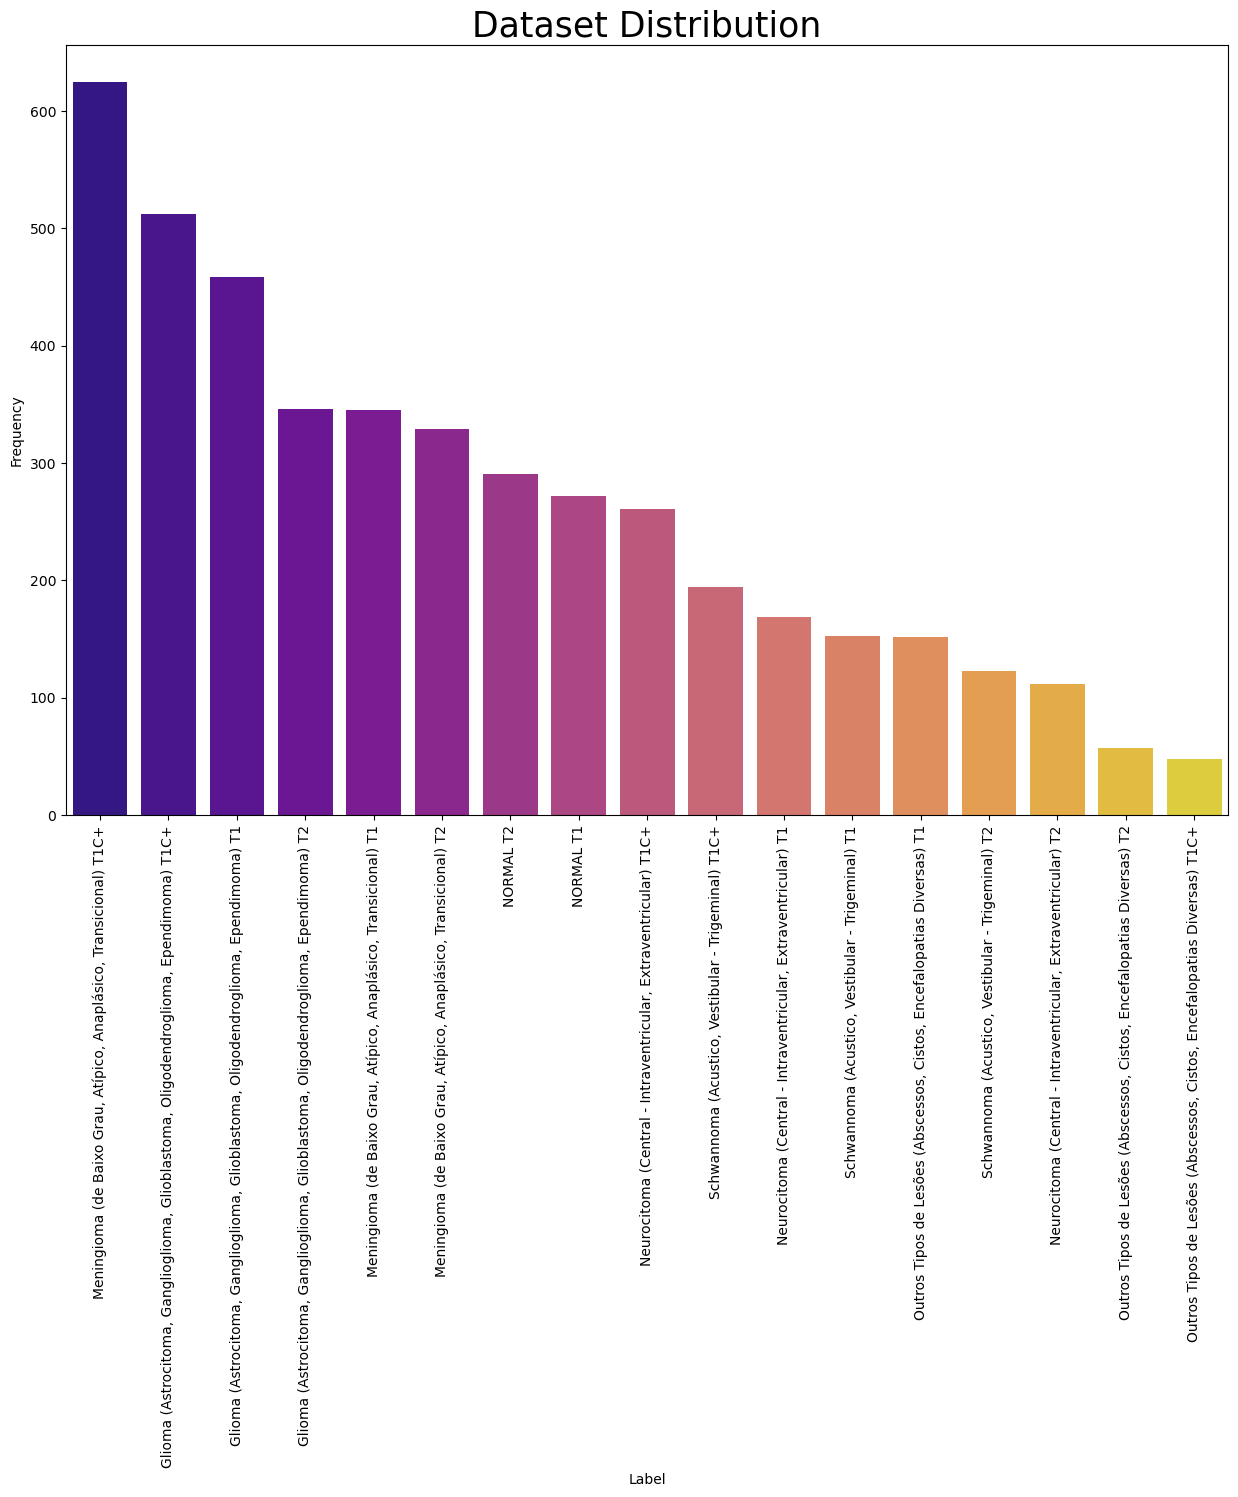 Dataset Distribution
Frequency
600
500
400
300
200
100
0
Meningioma (de Baixo Grau, Atípico, Anaplásico, Transicional) T1C+
Glioma (Astrocitoma, Ganglioglioma, Glioblastoma, Oligodendroglioma, Ependimoma) T1C+
Glioma (Astrocitoma, Ganglioglioma, Glioblastoma, Oligodendroglioma, Ependimoma) T1
Glioma (Astrocitoma, Ganglioglioma, Glioblastoma, Oligodendroglioma, Ependimoma) T2
Meningioma (de Baixo Grau, Atípico, Anaplásico, Transicional) T1
Meningioma (de Baixo Grau, Atípico, Anaplásico, Transicional) T2
NORMAL T2
NORMAL T1
Neurocitoma (Central - Intraventricular, Extraventricular) T1C+
Schwannoma (Acustico, Vestibular - Trigeminal) T1C+
Neurocitoma (Central - Intraventricular, Extraventricular) T1
Schwannoma (Acustico, Vestibular - Trigeminal) T1
Outros Tipos de Lesões (Abscessos, Cistos, Encefalopatias Diversas) T1
Schwannoma (Acustico, Vestibular - Trigeminal) T2
Neurocitoma (Central - Intraventricular, Extraventricular) T2
Outros Tipos de Lesões (Abscessos, Cistos, Encefalopatias Diversas) T2
Outros Tipos de Lesões (Abscessos, Cistos, Encefalopatias Diversas) T1C+
Label